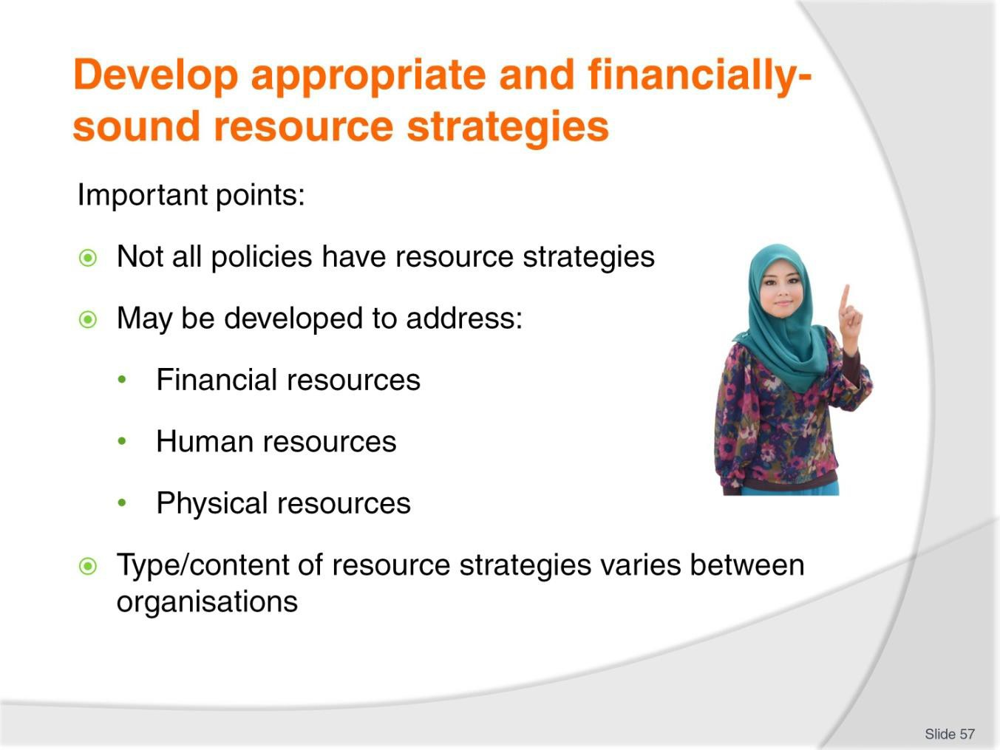 Develop appropriate and financially-
sound resource strategies
Important points:
Not all policies have resource strategies
May be developed to address:
• Financial resources
• Human resources
• Physical resources
Type/content of resource strategies varies between
organisations
Slide 57